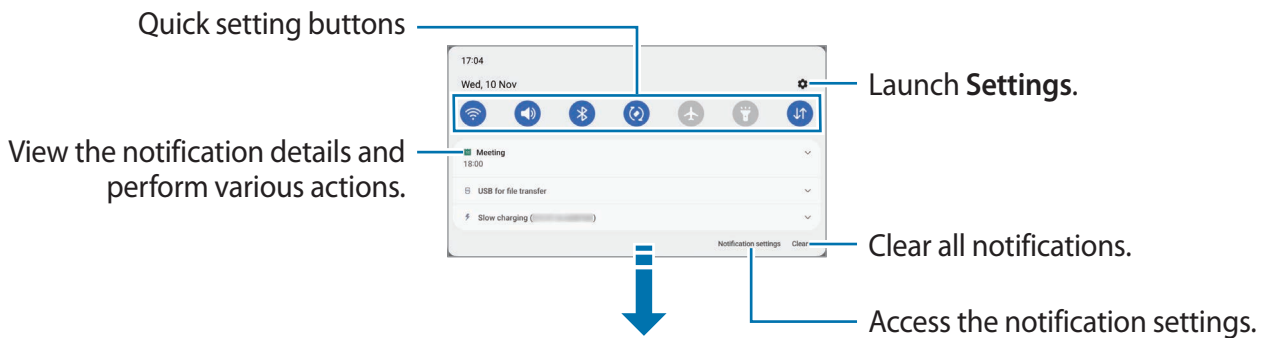 Quick setting buttons
17:04
Wed, 10 Nov
Launch Settings.
View the notification details and
perform various actions.
Meeting
18:00
USB for file transfer
Slow charging ( )
Notification settings Clear
Clear all notifications.
Access the notification settings.